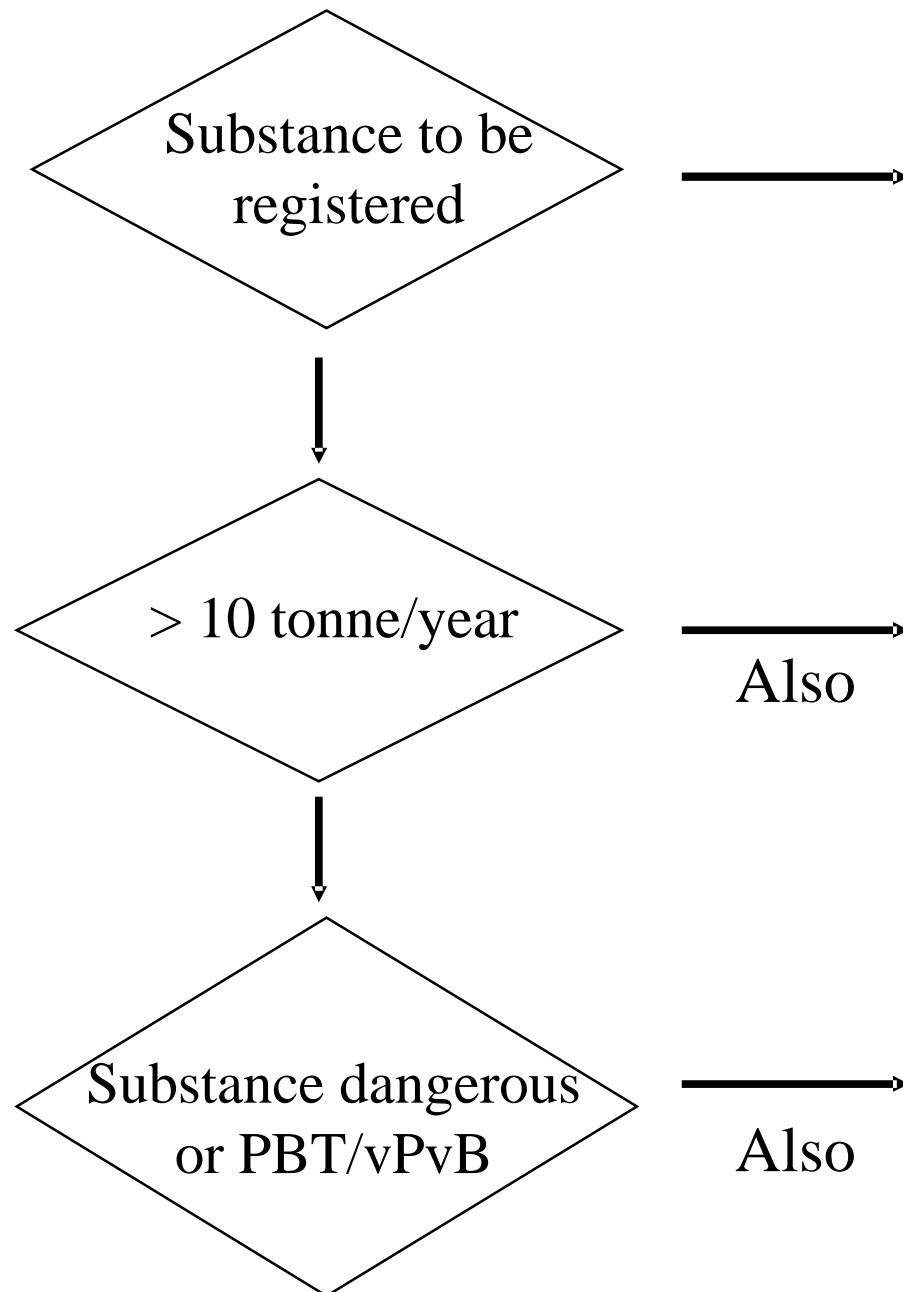 Substance to be
registered
> 10 tonne/year
Also
Substance dangerous
or PBT/vPvB
Also